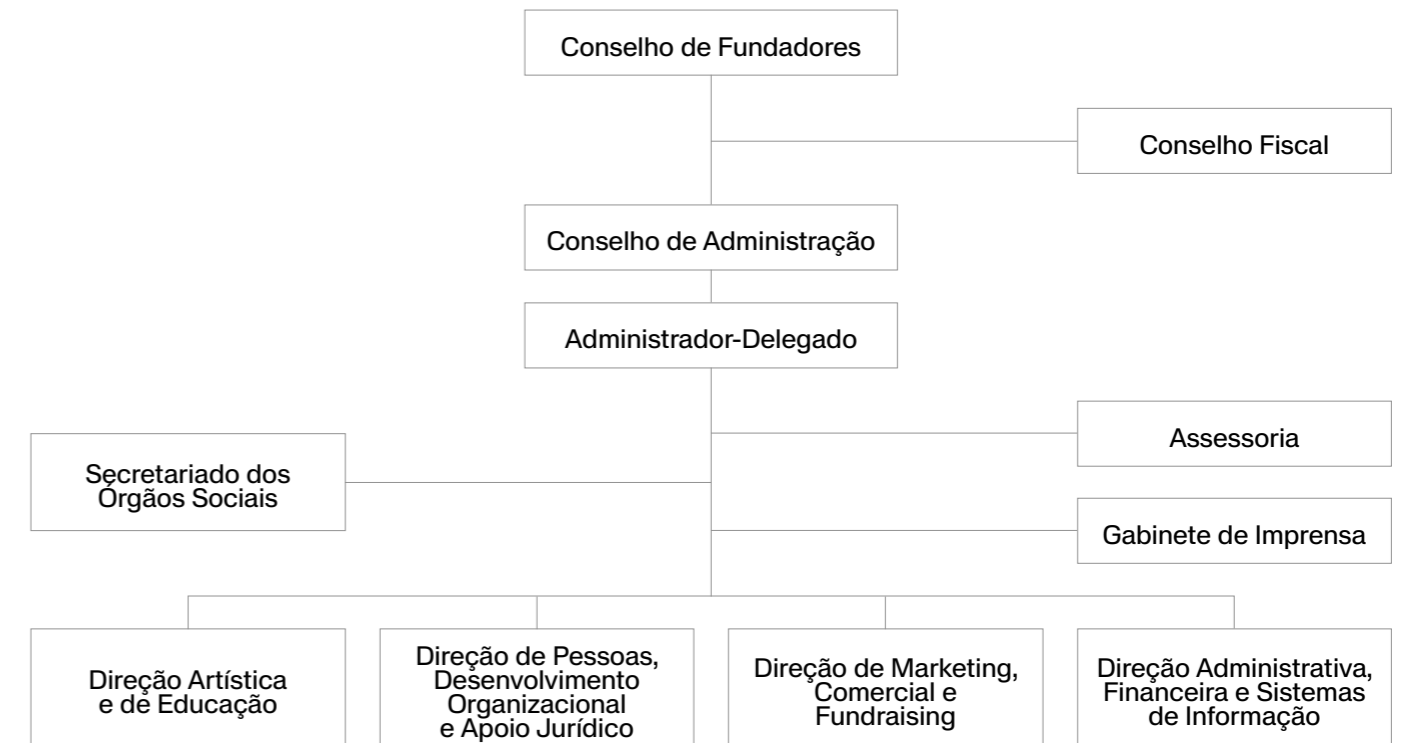 Conselho de Fundadores
Conselho Fiscal
Conselho de Administração
Administrador-Delegado
Assessoria
Secretariado dos
Órgãos Sociais
Gabinete de Imprensa
Direção Artística
e de Educação
Direção de Pessoas,
Desenvolvimento
Organizacional
e Apoio Jurídico
Direção de Marketing,
Comercial e
Fundraising
Direção Administrativa,
Financeira e Sistemas
de Informação